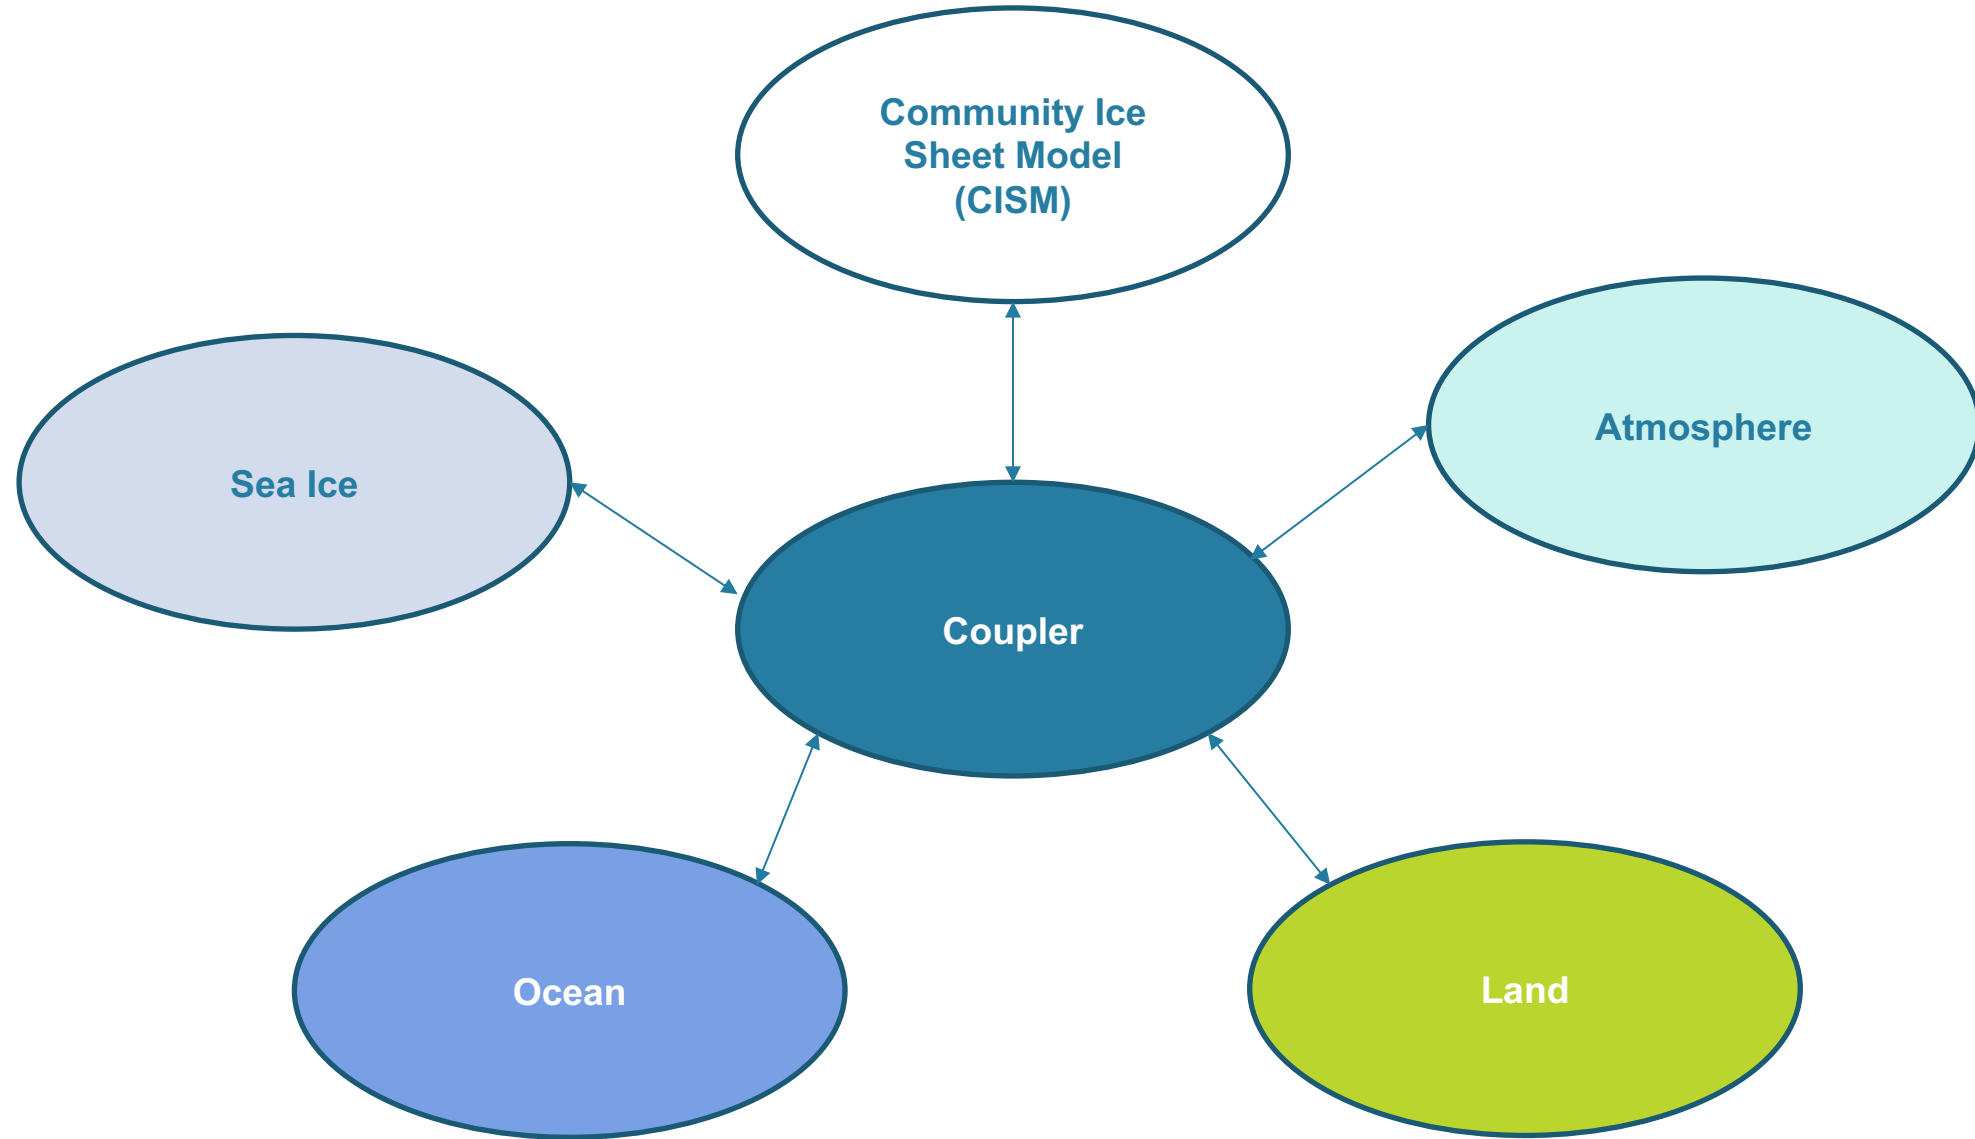 Community Ice
Sheet Model
(CISM)
Atmosphere
Sea Ice
Coupler
Ocean
Land